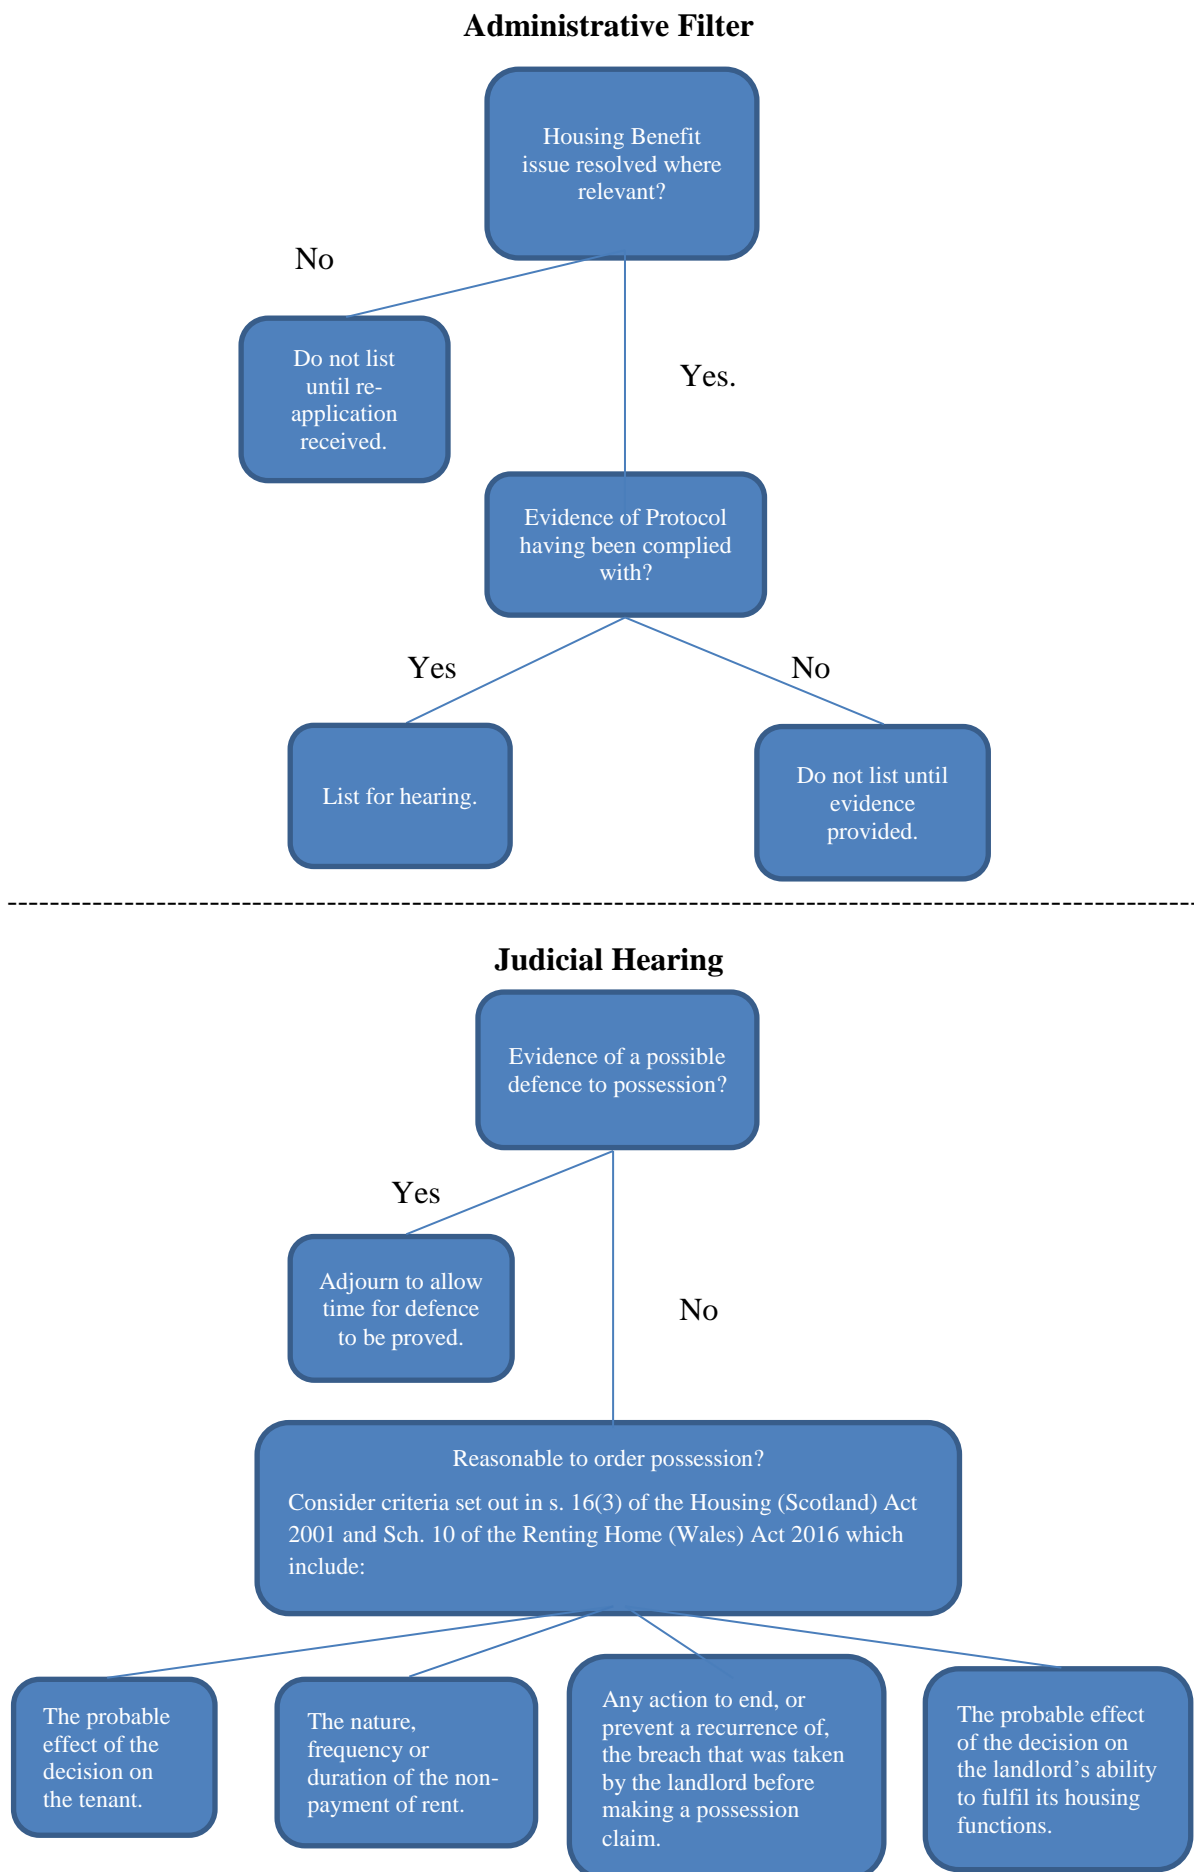 Administrative Filter
Housing Benefit
issue resolved where
relevant?
No
Do not list
until re-
application
received.
Yes.
Evidence of Protocol
having been complied
with?
Yes
No
List for hearing.
Do not list until
evidence
provided.
Judicial Hearing
Evidence of a possible
defence to possession?
Yes
Adjourn to allow
time for defence
to be proved.
No
Reasonable to order possession?
Consider criteria set out in s. 16(3) of the Housing (Scotland) Act
2001 and Sch. 10 of the Renting Home (Wales) Act 2016 which
include:
The probable
effect of the
decision on
the tenant.
The nature,
frequency or
duration of the non-
payment of rent.
Any action to end, or
prevent a recurrence of,
the breach that was taken
by the landlord before
making a possession
claim.
The probable effect
of the decision on
the landlord’s ability
to fulfil its housing
functions.